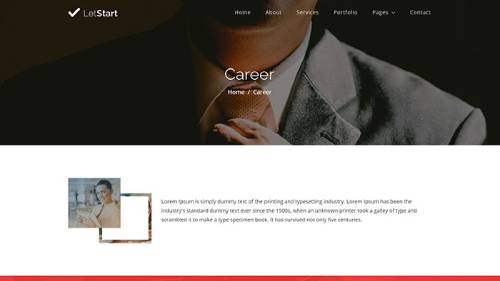 LetStart
Home About Services Portfolio Pages Contact
Career
Home / Career
Lorem Ipsum is simply dummy text of the printing and typesetting industry. Lorem Ipsum has been the
industry's standard dummy text ever since the 1500s, when an unknown printer took a galley of type and
scrambled it to make a type specimen book. It has survived not only five centuries.